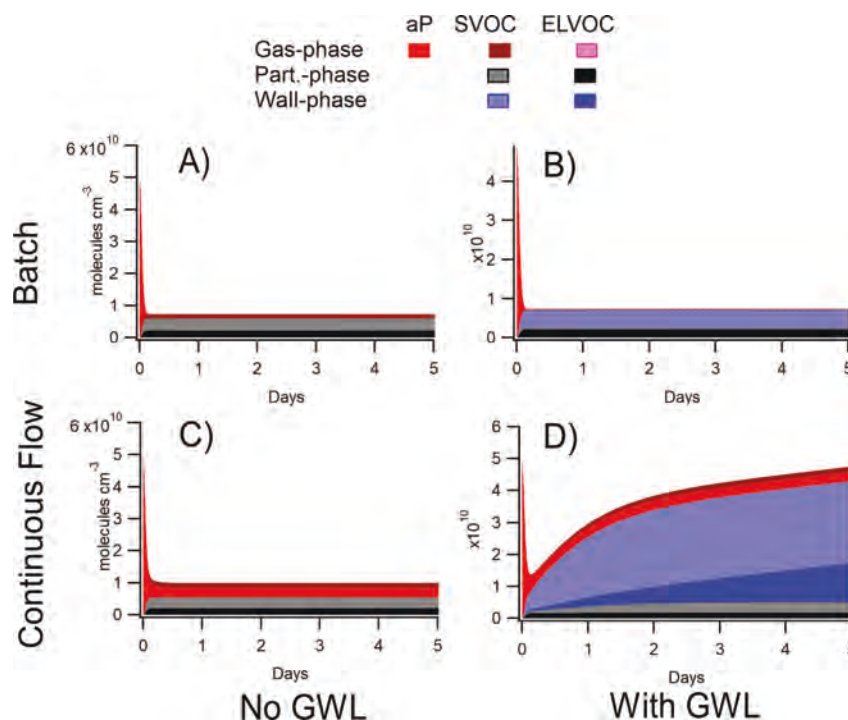 aP SVOC ELVOC
Gas-phase
Part.-phase
Wall-phase
Batch
A)
6 x10^10
5
4
3
2
1
0
molecules cm^-3
0 1 2 3 4 5
Days
B)
4
3
2
1
0
x10^10
0 1 2 3 4 5
Days
Continuous Flow
C)
6 x10^10
5
4
3
2
1
0
molecules cm^-3
0 1 2 3 4 5
Days
D)
6
5
4
3
2
1
0
x10^10
0 1 2 3 4 5
Days
No GWL
With GWL